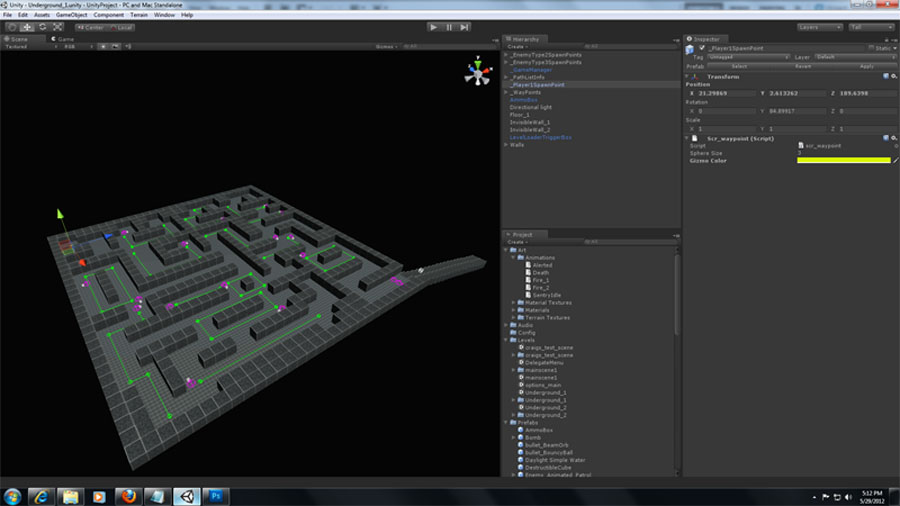 Unity - Underground_1.unity - UnityProject - PC and Mac Standalone
File Edit Assets GameObject Component Terrain Window Help
Center Local
Layers Tall
Scene Game
Textured RGB Gizmos All
Hierarchy
Create All
_EnemyType2SpawnPoints
_EnemyType3SpawnPoints
_GameManager
_PathListInfo
_Player1SpawnPoint
_WayPoints
AmmoBox
Directional light
Floor_1
InvisibleWall_1
InvisibleWall_2
LevelLoaderTriggerBox
Walls
Project
Create All
Art
Animations
Alerted
Death
Fire_1
Fire_2
SentryIdle
Material Textures
Materials
Terrain Textures
Audio
Config
Levels
craigs_test_scene
craigs_test_scene
DelegateMenu
mainscene1
mainscene1
options_main
Underground_1
Underground_1
Underground_2
Underground_2
Prefabs
AmmoBox
Bomb
bullet_BeamOrb
bullet_BouncyBall
Daylight Simple Water
DestructibleCube
Enemy_Animated_Patrol
Inspector
_Player1SpawnPoint Static
Tag Untagged Layer Default
Prefab Select Revert Apply
Transform
Position
X 21.29869 Y 3.613262 Z 189.6398
Rotation
X 0 Y 84.89917 Z 0
Scale
X 1 Y 1 Z 1
Scr_waypoint (Script)
Script scr_waypoint
Sphere Size 3
Gizmo Color
Ps
5:12 PM
5/29/2012